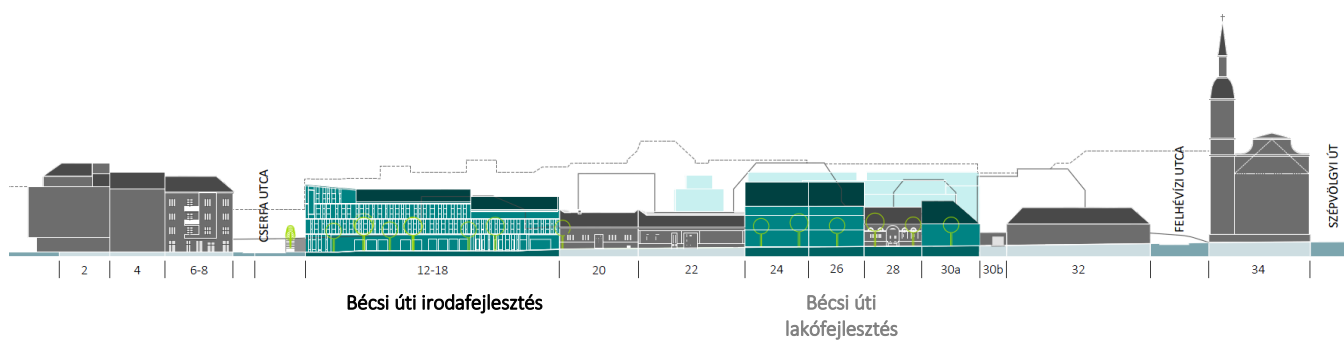 CSERFA UTCA
FELHÉVÍZI UTCA
SZÉPVÖLGYI ÚT
2 4 6-8 12-18 20 22 24 26 28 30a 30b 32 34
Bécsi úti irodafejlesztés
Bécsi úti
lakófejlesztés